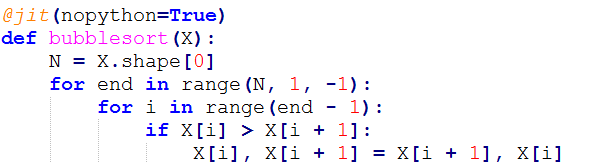 @jit(nopython=True)
def bubblesort(X):
    N = X.shape[0]
    for end in range(N, 1, -1):
        for i in range(end - 1):
            if X[i] > X[i + 1]:
                X[i], X[i + 1] = X[i + 1], X[i]